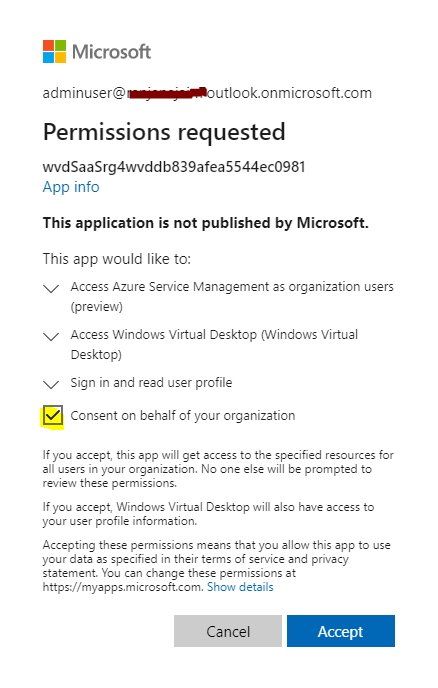 Microsoft
adminuser@ outlook.onmicrosoft.com
Permissions requested
wvdSaaSrg4wvddb839afea5544ec0981
App info
This application is not published by Microsoft.
This app would like to:
Access Azure Service Management as organization users
(preview)
Access Windows Virtual Desktop (Windows Virtual
Desktop)
Sign in and read user profile
Consent on behalf of your organization
If you accept, this app will get access to the specified resources for
all users in your organization. No one else will be prompted to
review these permissions.
If you accept, Windows Virtual Desktop will also have access to
your user profile information.
Accepting these permissions means that you allow this app to use
your data as specified in their terms of service and privacy
statement. You can change these permissions at
https://myapps.microsoft.com. Show details
Cancel
Accept